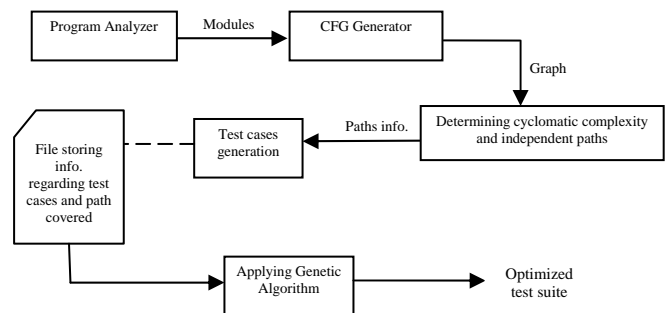 Program Analyzer
Modules
CFG Generator
Graph
Determining cyclomatic complexity
and independent paths
Paths info.
Test cases
generation
File storing
info.
regarding test
cases and path
covered
Applying Genetic
Algorithm
Optimized
test suite